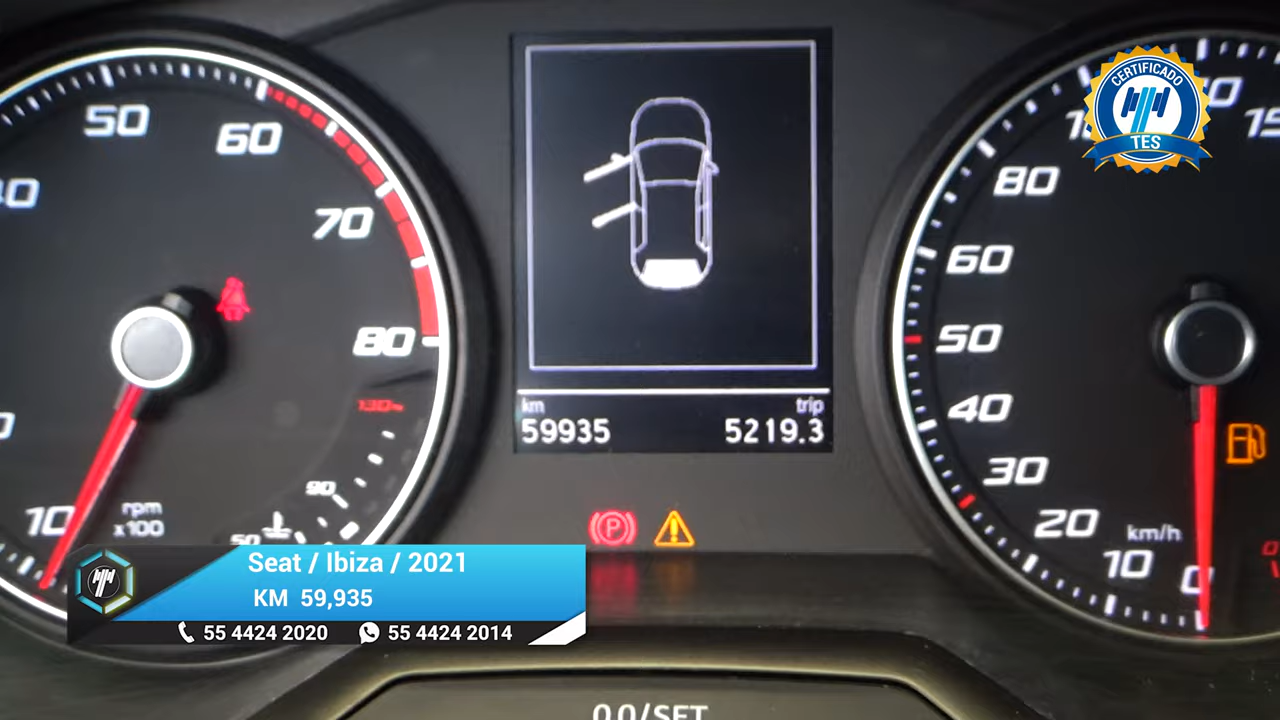 50
60
70
80
rpm
x100
10
90
50
130
km
trip
59935
5219.3
CERTIFICADO
TES
80
60
50
40
30
20
10
0
km/h
Seat / Ibiza / 2021
KM 59,935
55 4424 2020 55 4424 2014
0.0/SET